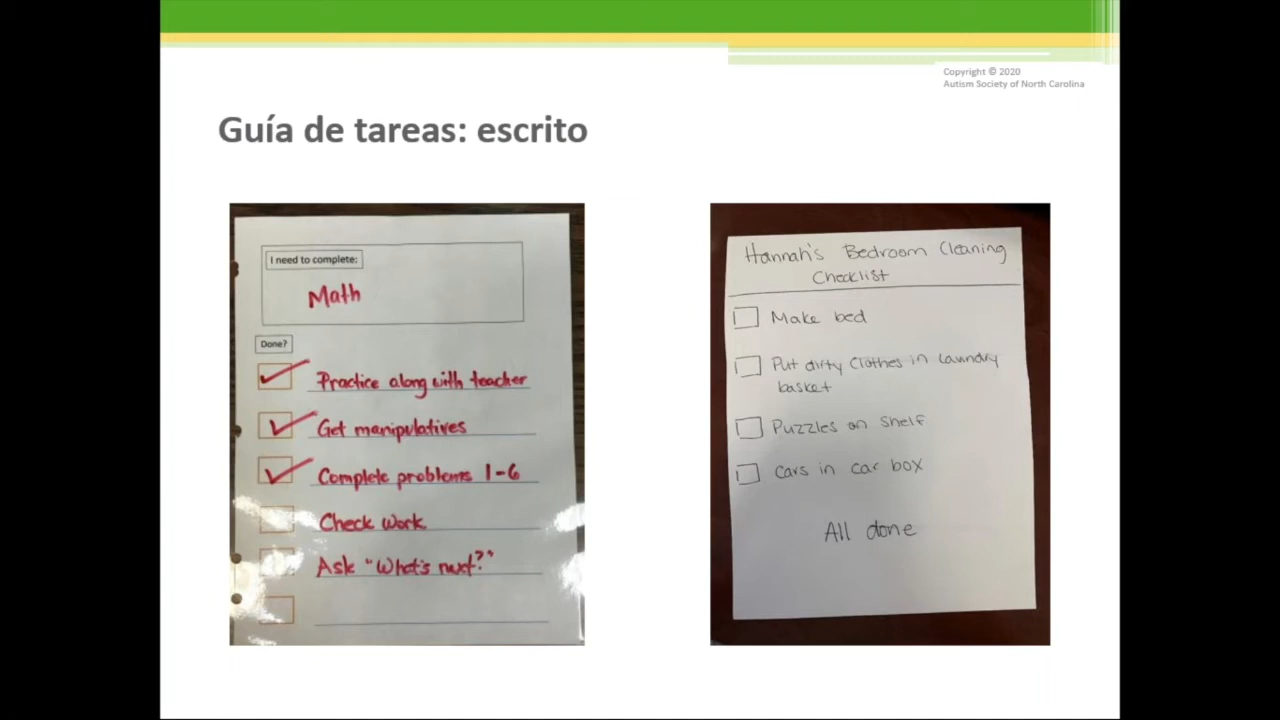 Copyright © 2020
Autism Society of North Carolina
Guía de tareas: escrito
I need to complete:
Math
Done?
Practice along with teacher
Get manipulatives
Complete problems 1-6
Check work
Ask "What's next?"
Hannah's Bedroom Cleaning
Checklist
Make bed
Put dirty clothes in laundry
basket
Puzzles on shelf
Cars in car box
All done